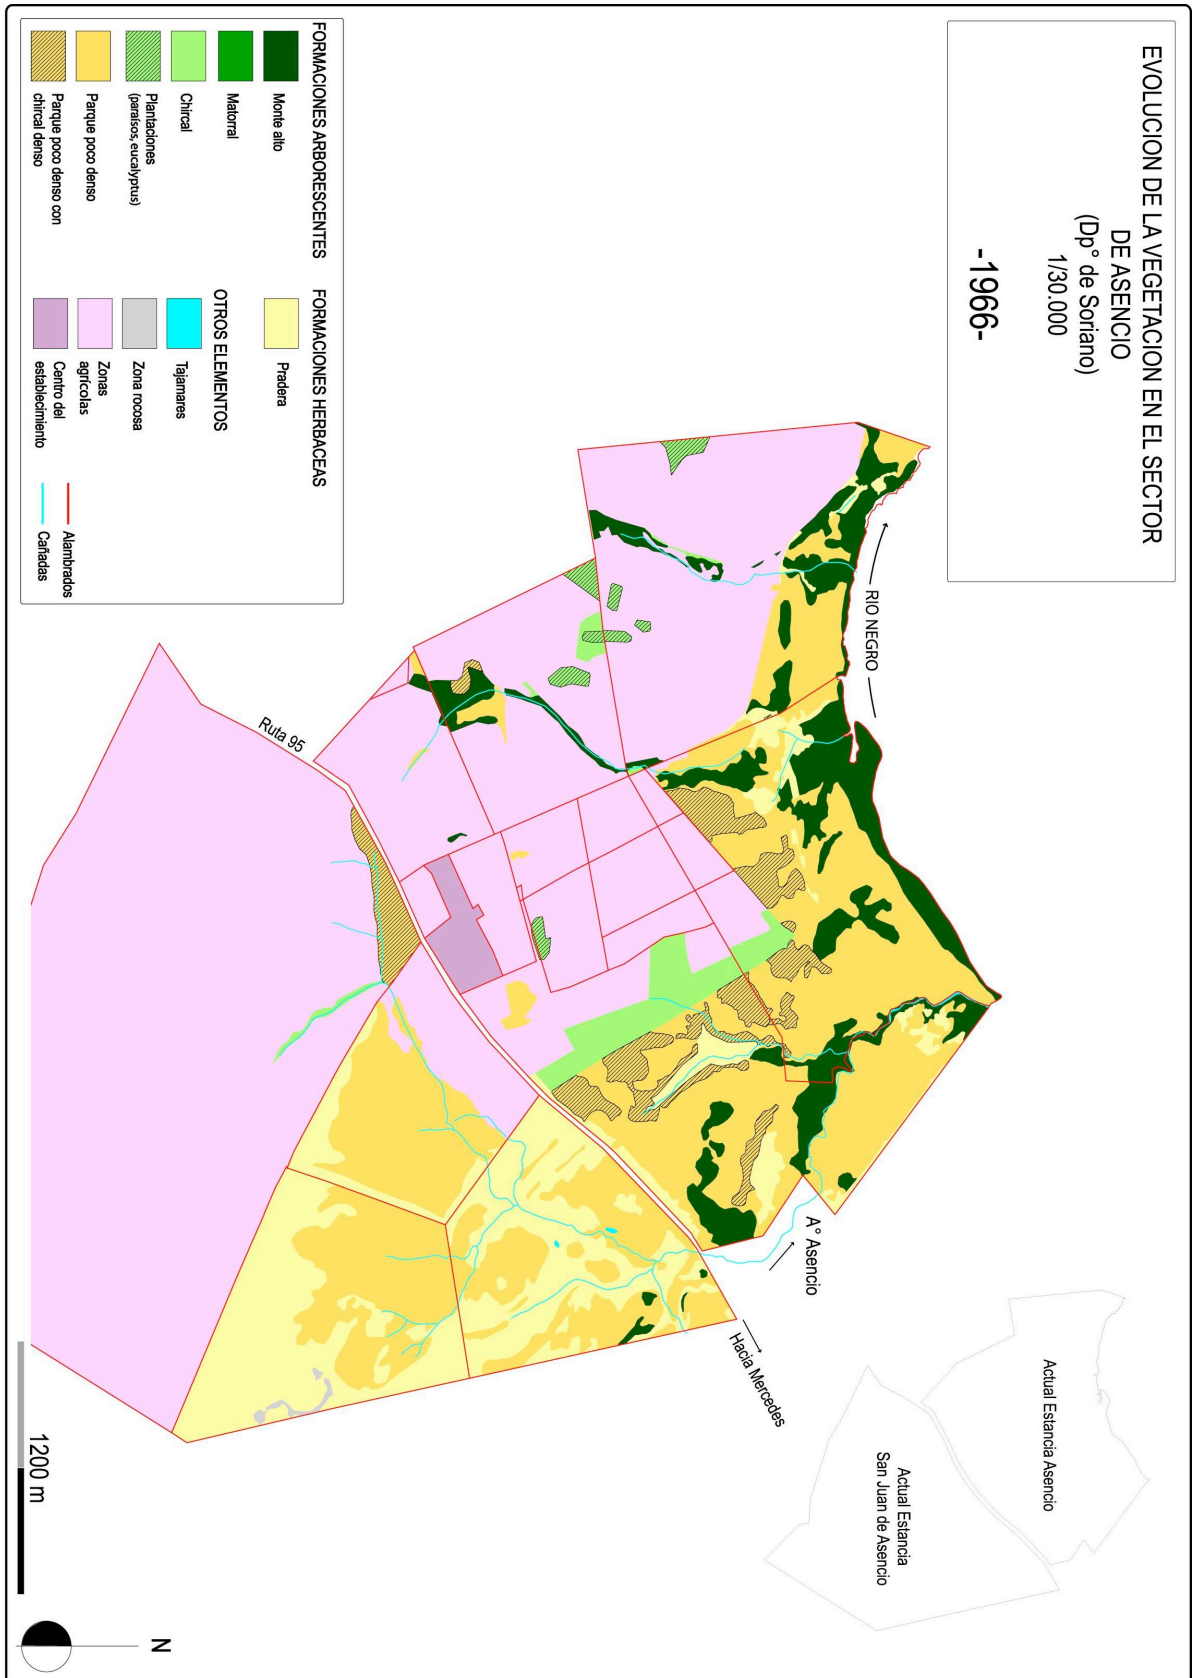 EVOLUCION DE LA VEGETACION EN EL SECTOR
DE ASENCIO
(Dp° de Soriano)
1/30.000
-1966-
RIO NEGRO
Ruta 95
A° Asencio
Hacia Mercedes
Actual Estancia Asencio
Actual Estancia
San Juan de Asencio
FORMACIONES ARBORESCENTES
Monte alto
Matorral
Chircal
Plantaciones
(paraísos, eucalyptus)
Parque poco denso
Parque poco denso con
chircal denso
FORMACIONES HERBACEAS
Pradera
OTROS ELEMENTOS
Tajamares
Zona rocosa
Zonas
agrícolas
Centro del
establecimiento
Alambrados
Cañadas
1200 m
N